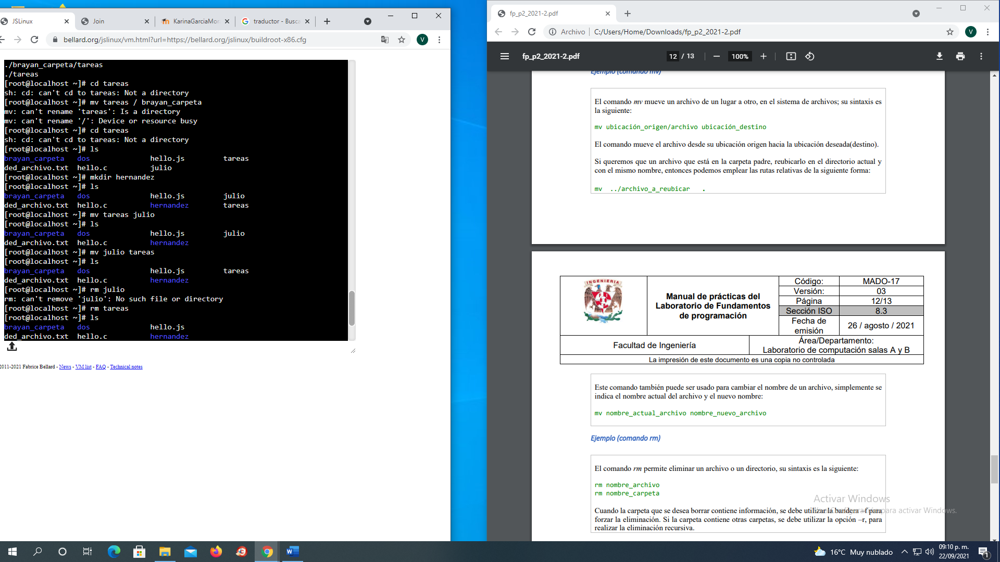 JSLinux
Join
KarinaGarciaMor
traductor - Busca
bellard.org/jslinux/vm.html?url=https://bellard.org/jslinux/buildroot-x86.cfg
V
./brayan_carpeta/tareas
./tareas
[root@localhost ~]# cd tareas
sh: cd: can't cd to tareas: Not a directory
[root@localhost ~]# mv tareas / brayan_carpeta
mv: can't rename 'tareas': Is a directory
mv: can't rename '/': Device or resource busy
[root@localhost ~]# cd tareas
sh: cd: can't cd to tareas: Not a directory
[root@localhost ~]# ls
brayan_carpeta dos hello.js tareas
ded_archivo.txt hello.c julio
[root@localhost ~]# mkdir hernandez
[root@localhost ~]# ls
brayan_carpeta dos hello.js julio
ded_archivo.txt hello.c hernandez tareas
[root@localhost ~]# mv tareas julio
[root@localhost ~]# ls
brayan_carpeta dos hello.js julio
ded_archivo.txt hello.c hernandez
[root@localhost ~]# mv julio tareas
[root@localhost ~]# ls
brayan_carpeta dos hello.js tareas
ded_archivo.txt hello.c hernandez
[root@localhost ~]# rm julio
rm: can't remove 'julio': No such file or directory
[root@localhost ~]# rm tareas
[root@localhost ~]# ls
brayan_carpeta dos hello.js
ded_archivo.txt hello.c hernandez
2011-2021 Fabrice Bellard - News - VM list - FAQ - Technical notes
fp_p2_2021-2.pdf
Archivo C:/Users/Home/Downloads/fp_p2_2021-2.pdf
V
fp_p2_2021-2.pdf
12 / 13
100%
Ejemplo (comando mv)
El comando mv mueve un archivo de un lugar a otro, en el sistema de archivos; su sintaxis es
la siguiente:
mv ubicación_origen/archivo ubicación_destino
El comando mueve el archivo desde su ubicación origen hacia la ubicación deseada(destino).
Si queremos que un archivo que está en la carpeta padre, reubicarlo en el directorio actual y
con el mismo nombre, entonces podemos emplear las rutas relativas de la siguiente forma:
mv ../archivo_a_reubicar .
INGENIERIA
Manual de prácticas del
Laboratorio de Fundamentos
de programación
Código: MADO-17
Versión: 03
Página 12/13
Sección ISO 8.3
Fecha de
emisión 26 / agosto / 2021
Facultad de Ingeniería
Área/Departamento:
Laboratorio de computación salas A y B
La impresión de este documento es una copia no controlada
Este comando también puede ser usado para cambiar el nombre de un archivo, simplemente se
indica el nombre actual del archivo y el nuevo nombre:
mv nombre_actual_archivo nombre_nuevo_archivo
Ejemplo (comando rm)
El comando rm permite eliminar un archivo o un directorio, su sintaxis es la siguiente:
rm nombre_archivo
rm nombre_carpeta
Cuando la carpeta que se desea borrar contiene información, se debe utilizar la bandera –f para
forzar la eliminación. Si la carpeta contiene otras carpetas, se debe utilizar la opción –r, para
realizar la eliminación recursiva.
Activar Windows
Configuración para activar Windows.
16°C Muy nublado
09:10 p. m.
22/09/2021
1